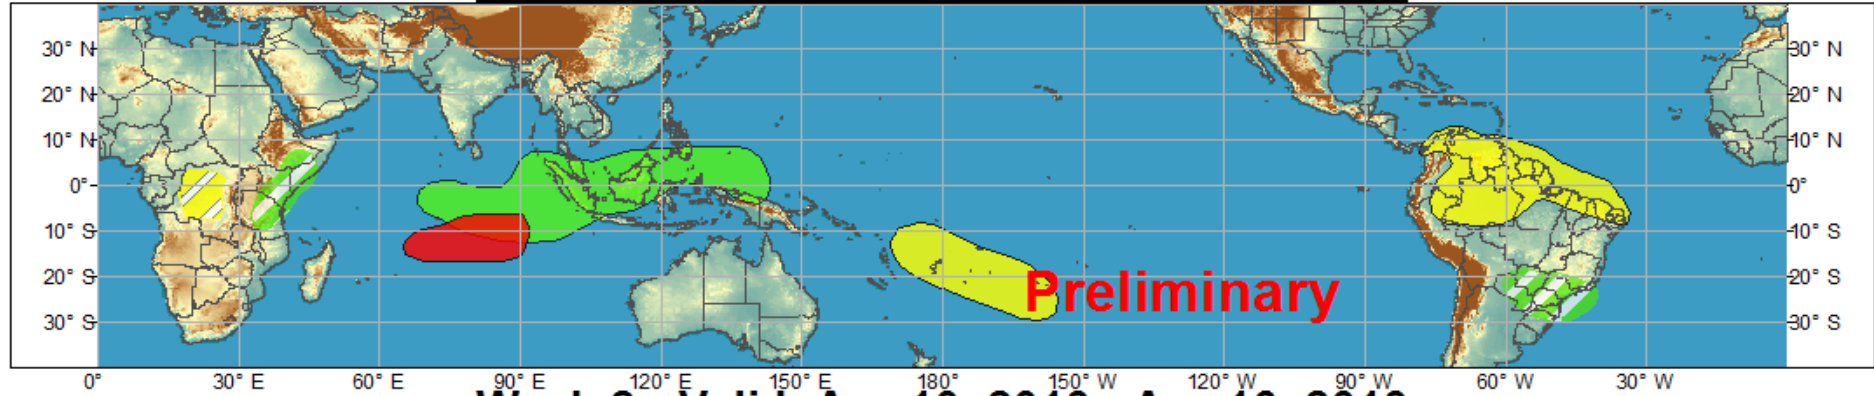 30° N 30° N
20° N 20° N
10° N 10° N
0° 0°
10° S 10° S
20° S Preliminary 20° S
30° S 30° S
0° 30° E 60° E 90° E 120° E 150° E 180° 150° W 120° W 90° W 60° W 30° W